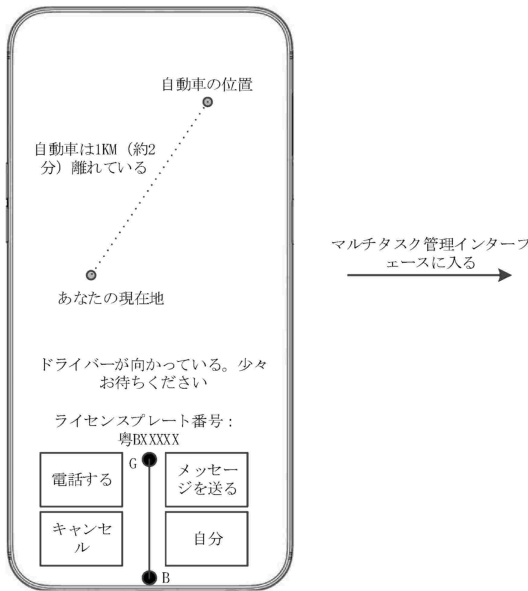 自動車の位置
自動車は1KM（約2
分）離れている
マルチタスク管理インターフ
ェースに入る
あなたの現在地
ドライバーが向かっている。少々
お待ちください
ライセンスプレート番号：
粤BXXXXX
電話する
G
メッセー
ジを送る
キャンセ
ル
自分
B